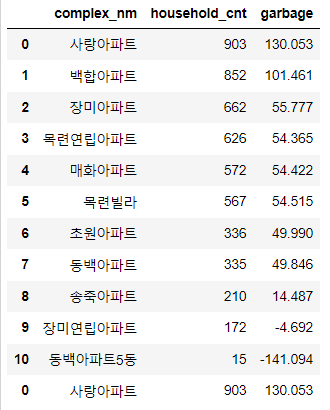 complex_nm household_cnt garbage
0 사랑아파트 903 130.053
1 백합아파트 852 101.461
2 장미아파트 662 55.777
3 목련연립아파트 626 54.365
4 매화아파트 572 54.422
5 목련빌라 567 54.515
6 초원아파트 336 49.990
7 동백아파트 335 49.846
8 송죽아파트 210 14.487
9 장미연립아파트 172 -4.692
10 동백아파트5동 15 -141.094
0 사랑아파트 903 130.053